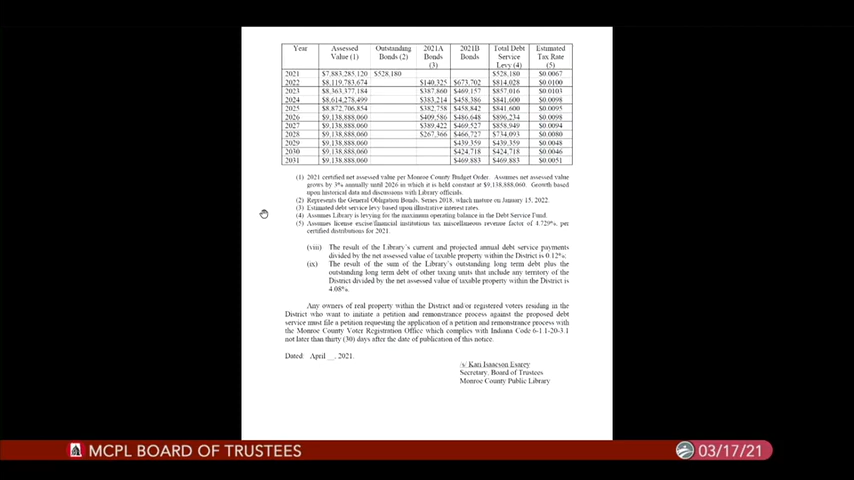 Year Assessed Value (1) Outstanding Bonds (2) 2021A Bonds (3) 2021B Bonds Total Debt Service Levy (4) Estimated Tax Rate (5)
2021 $7,883,285,120 $528,180 $528,180 $0.0067
2022 $8,119,783,674 $140,325 $673,702 $814,028 $0.0100
2023 $8,363,377,184 $387,860 $469,157 $857,016 $0.0103
2024 $8,614,278,499 $383,214 $458,386 $841,600 $0.0098
2025 $8,872,706,854 $382,758 $458,842 $841,600 $0.0095
2026 $9,138,888,060 $409,586 $486,648 $896,234 $0.0098
2027 $9,138,888,060 $389,422 $469,527 $858,949 $0.0094
2028 $9,138,888,060 $267,366 $466,727 $734,093 $0.0080
2029 $9,138,888,060 $439,359 $439,359 $0.0048
2030 $9,138,888,060 $424,718 $424,718 $0.0046
2031 $9,138,888,060 $469,883 $469,883 $0.0051
(1) 2021 certified net assessed value per Monroe County Budget Order. Assumes net assessed value
grows by 3% annually until 2026 in which it is held constant at $9,138,888,060. Growth based
upon historical data and discussions with Library officials.
(2) Represents the General Obligation Bonds, Series 2018, which mature on January 15, 2022.
(3) Estimated debt service levy based upon illustrative interest rates.
(4) Assumes Library is levying for the maximum operating balance in the Debt Service Fund.
(5) Assumes license excise/financial institutions tax miscellaneous revenue factor of 4.729%, per
certified distributions for 2021.
(viii) The result of the Library's current and projected annual debt service payments
divided by the net assessed value of taxable property within the District is 0.12%;
(ix) The result of the sum of the Library's outstanding long term debt plus the
outstanding long term debt of other taxing units that include any territory of the
District divided by the net assessed value of taxable property within the District is
4.08%.
Any owners of real property within the District and/or registered voters residing in the
District who want to initiate a petition and remonstrance process against the proposed debt
service must file a petition requesting the application of a petition and remonstrance process with
the Monroe County Voter Registration Office which complies with Indiana Code 6-1.1-20-3.1
not later than thirty (30) days after the date of publication of this notice.
Dated: April __, 2021.
/s/ Kari Isaacson Esarey
Secretary, Board of Trustees
Monroe County Public Library
MCPL BOARD OF TRUSTEES
03/17/21